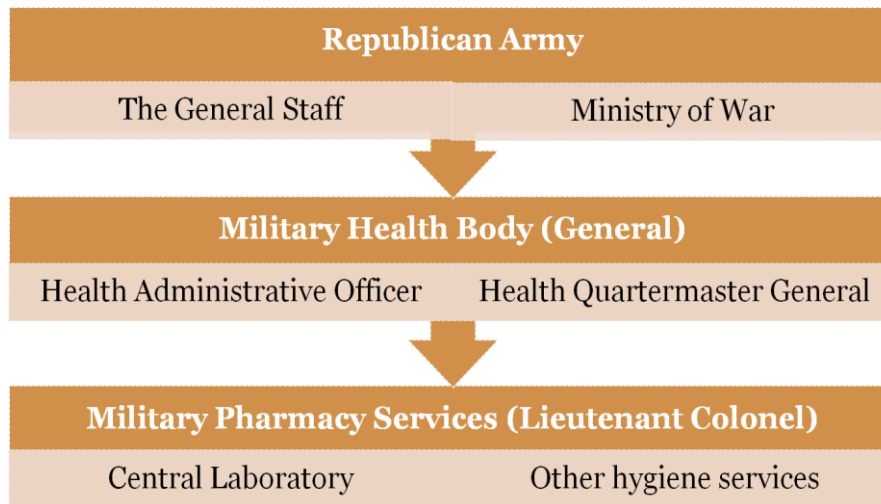 Republican Army
The General Staff
Ministry of War
Military Health Body (General)
Health Administrative Officer
Health Quartermaster General
Military Pharmacy Services (Lieutenant Colonel)
Central Laboratory
Other hygiene services